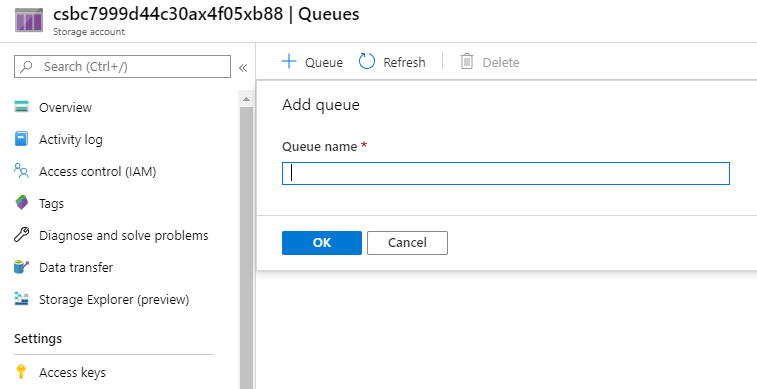 csbc7999d44c30ax4f05xb88 | Queues
Storage account
Search (Ctrl+/)
«
Queue
Refresh
Delete
Add queue
Queue name *
OK
Cancel
Overview
Activity log
Access control (IAM)
Tags
Diagnose and solve problems
Data transfer
Storage Explorer (preview)
Settings
Access keys